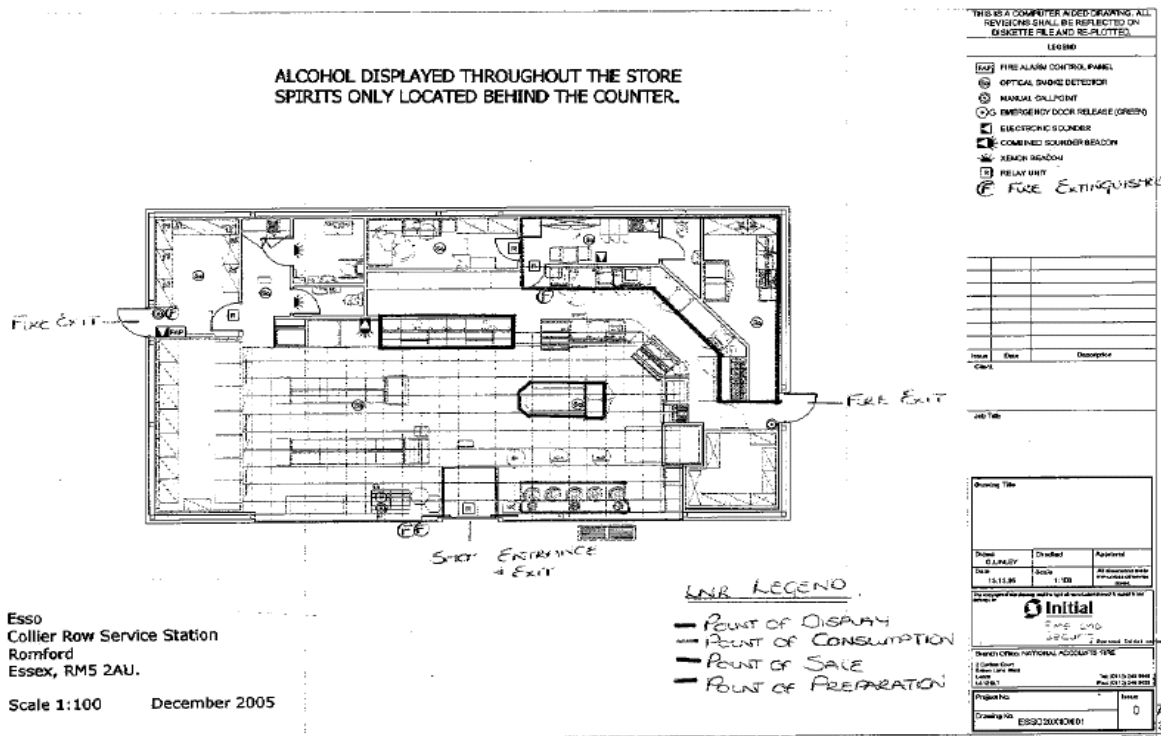 THIS IS A COMPUTER AIDED DRAWING. ALL
REVISIONS SHALL BE REFLECTED ON
DISKETTE FILE AND RE-PLOTTED.
LEGEND
FAP FIRE ALARM CONTROL PANEL
OPTICAL SMOKE DETECTOR
MANUAL CALLPOINT
G EMERGENCY DOOR RELEASE (GREEN)
ELECTRONIC SOUNDER
COMBINED SOUNDER BEACON
XENON BEACON
R RELAY UNIT
F FIRE EXTINGUISHER
ALCOHOL DISPLAYED THROUGHOUT THE STORE
SPIRITS ONLY LOCATED BEHIND THE COUNTER.
FIRE EXIT
FAP
R
R
R
F
F
FIRE EXIT
R
F F
SHOP ENTRANCE
+ EXIT
LNR LEGEND
POINT OF DISPLAY
POINT OF CONSUMPTION
POINT OF SALE
POINT OF PREPARATION
Esso
Collier Row Service Station
Romford
Essex, RM5 2AU.
Scale 1:100 December 2005
Issue Date Description
Client
Job Title
Drawing Title
Drawn Checked Approved
Date Scale
1:100
Initial
FIRE AND
SECURITY
Branch Office: NATIONAL ACCOUNTS FIRE
Project No. Issue
0
Drawing No.